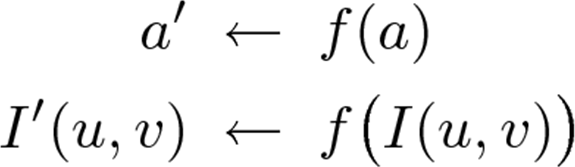 a′ ← f(a)
I′(u, v) ← f(I(u, v))